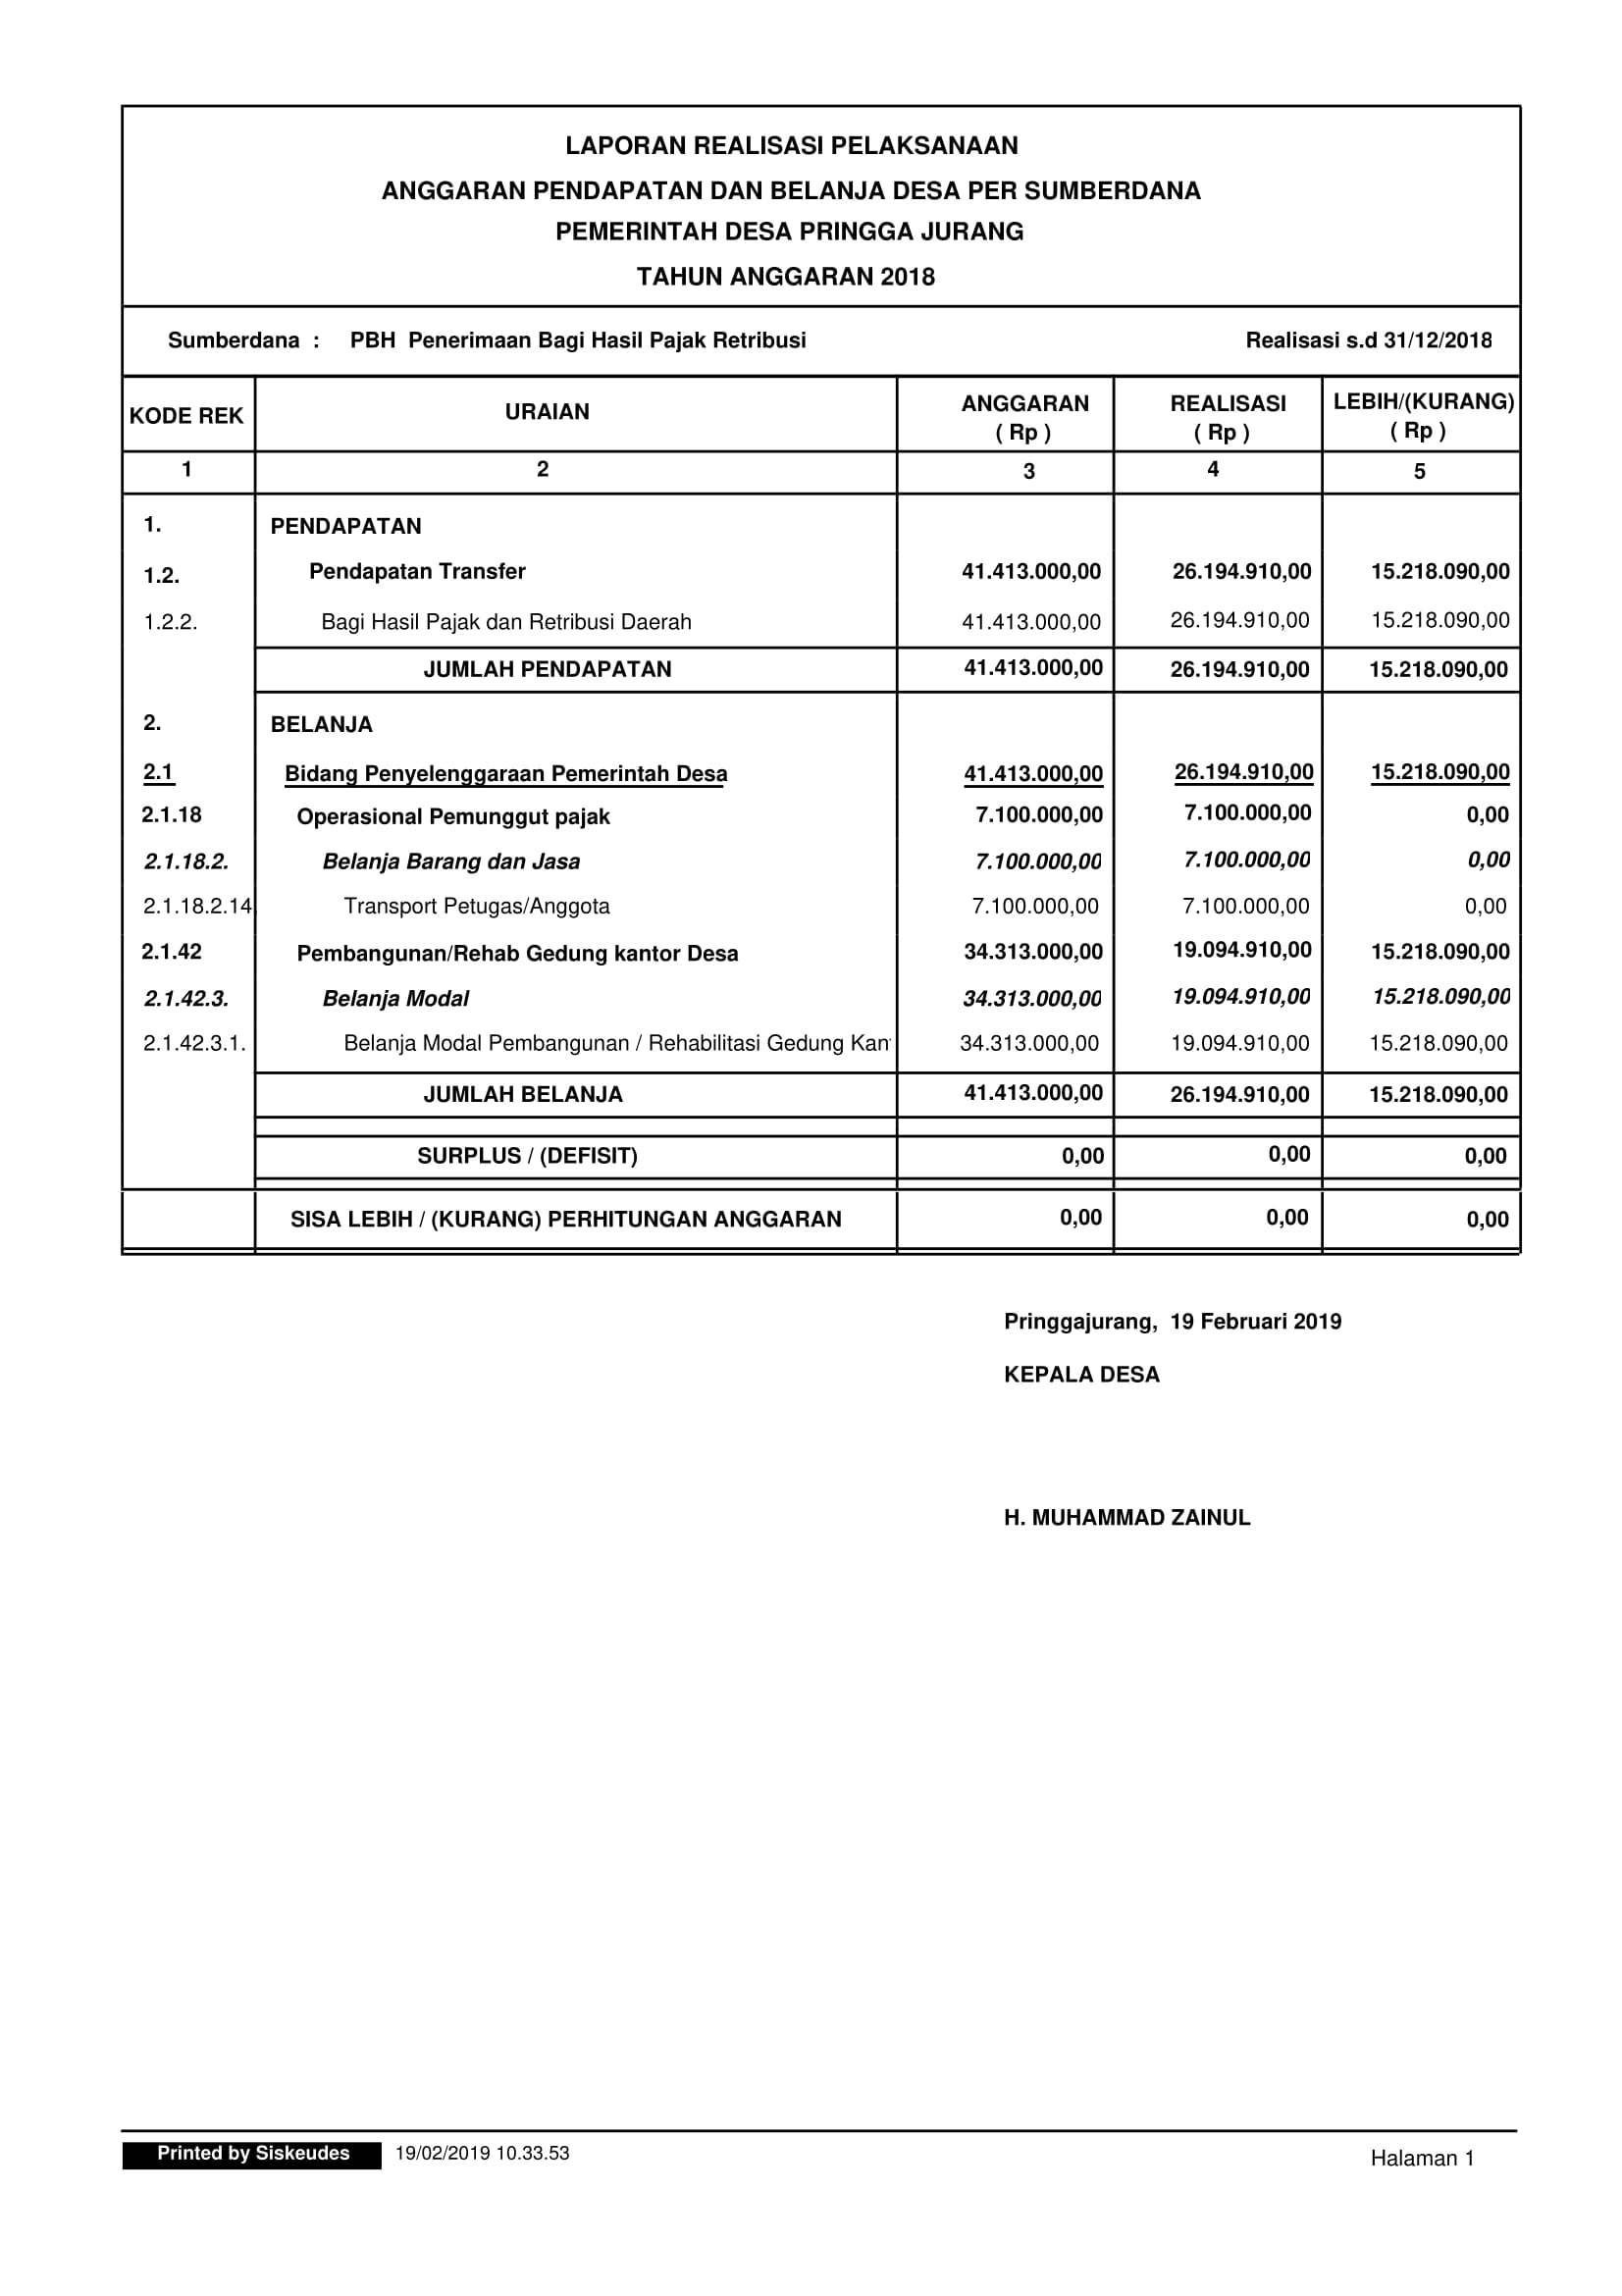 LAPORAN REALISASI PELAKSANAAN
ANGGARAN PENDAPATAN DAN BELANJA DESA PER SUMBERDANA
PEMERINTAH DESA PRINGGA JURANG
TAHUN ANGGARAN 2018
Sumberdana : PBH Penerimaan Bagi Hasil Pajak Retribusi Realisasi s.d 31/12/2018
KODE REK URAIAN ANGGARAN ( Rp ) REALISASI ( Rp ) LEBIH/(KURANG) ( Rp )
1 2 3 4 5
1. PENDAPATAN
1.2. Pendapatan Transfer 41.413.000,00 26.194.910,00 15.218.090,00
1.2.2. Bagi Hasil Pajak dan Retribusi Daerah 41.413.000,00 26.194.910,00 15.218.090,00
JUMLAH PENDAPATAN 41.413.000,00 26.194.910,00 15.218.090,00
2. BELANJA
2.1 Bidang Penyelenggaraan Pemerintah Desa 41.413.000,00 26.194.910,00 15.218.090,00
2.1.18 Operasional Pemunggut pajak 7.100.000,00 7.100.000,00 0,00
2.1.18.2. Belanja Barang dan Jasa 7.100.000,00 7.100.000,00 0,00
2.1.18.2.14. Transport Petugas/Anggota 7.100.000,00 7.100.000,00 0,00
2.1.42 Pembangunan/Rehab Gedung kantor Desa 34.313.000,00 19.094.910,00 15.218.090,00
2.1.42.3. Belanja Modal 34.313.000,00 19.094.910,00 15.218.090,00
2.1.42.3.1. Belanja Modal Pembangunan / Rehabilitasi Gedung Kan 34.313.000,00 19.094.910,00 15.218.090,00
JUMLAH BELANJA 41.413.000,00 26.194.910,00 15.218.090,00
SURPLUS / (DEFISIT) 0,00 0,00 0,00
SISA LEBIH / (KURANG) PERHITUNGAN ANGGARAN 0,00 0,00 0,00
Pringgajurang, 19 Februari 2019
KEPALA DESA
H. MUHAMMAD ZAINUL
Printed by Siskeudes 19/02/2019 10.33.53 Halaman 1